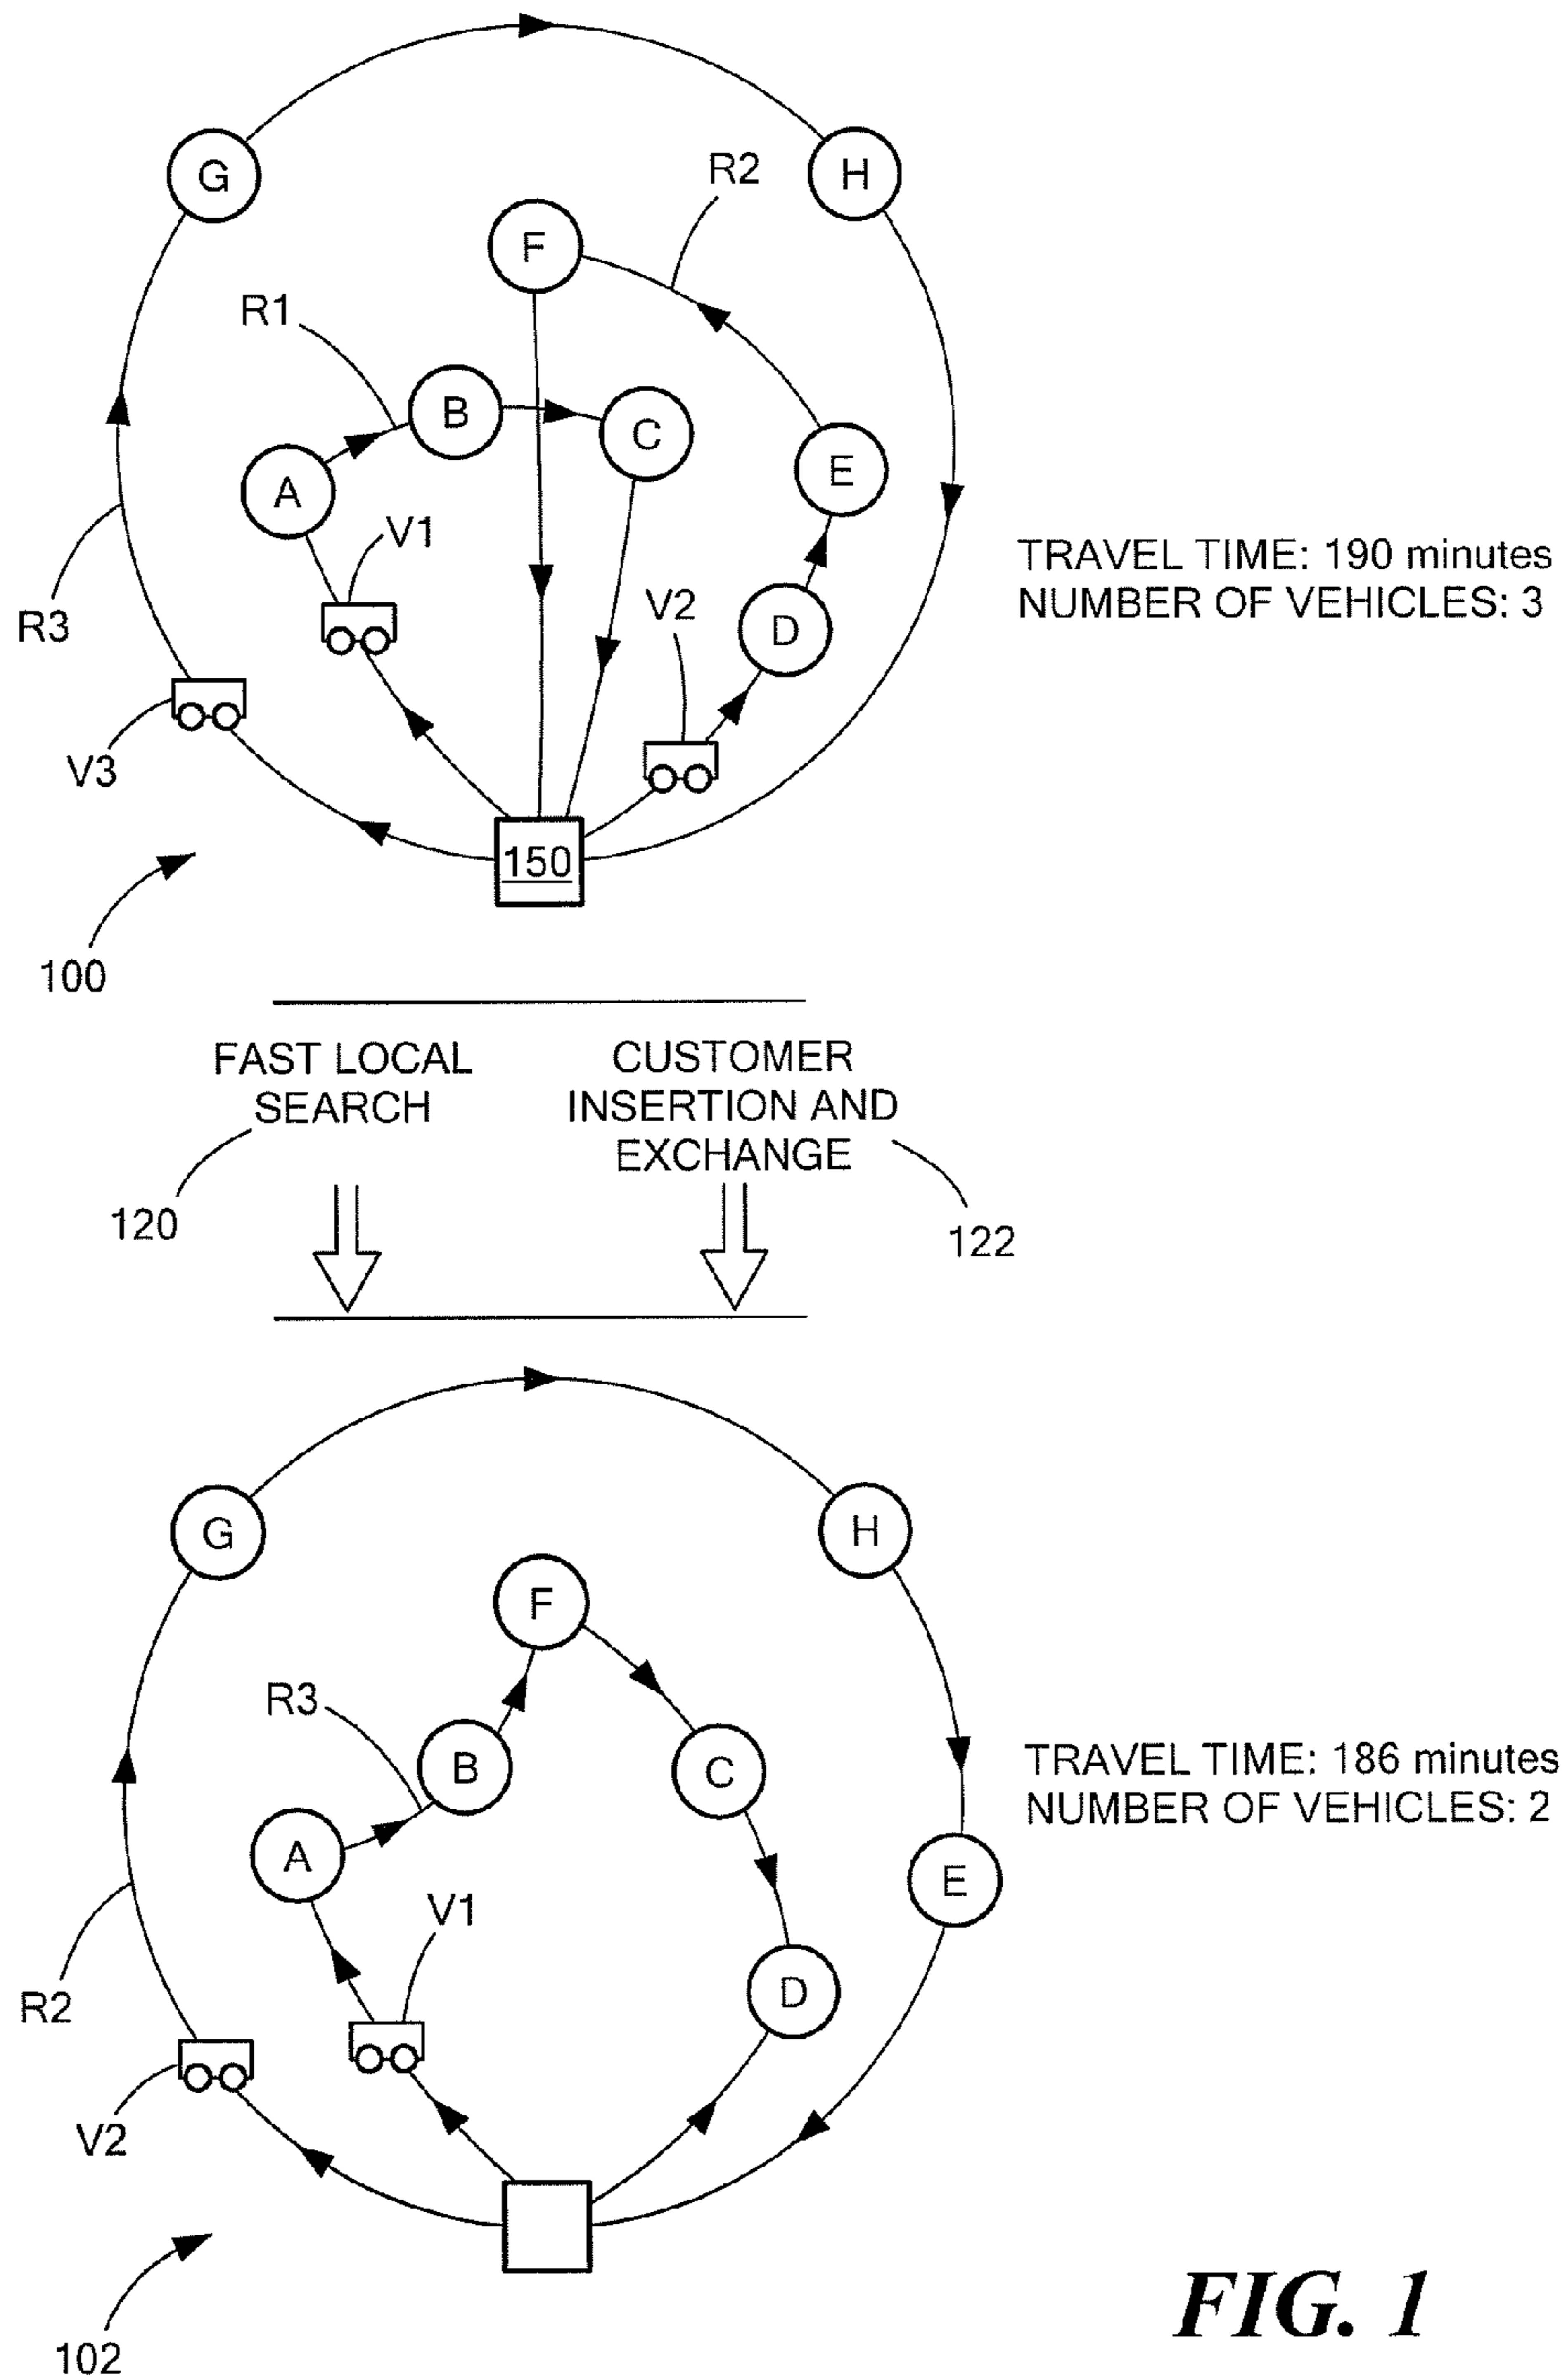 G
H
R2
F
R1
B
C
A
E
V1
TRAVEL TIME: 190 minutes
NUMBER OF VEHICLES: 3
V2
R3
D
V3
150
100
FAST LOCAL
SEARCH
CUSTOMER
INSERTION AND
EXCHANGE
120
122
G
H
F
R3
B
C
TRAVEL TIME: 186 minutes
NUMBER OF VEHICLES: 2
A
E
V1
D
R2
V2
102
FIG. 1